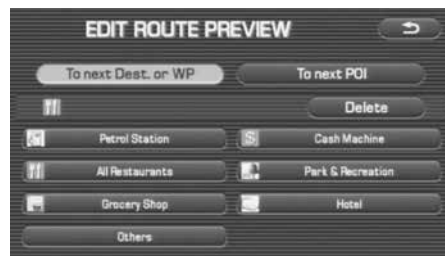 EDIT ROUTE PREVIEW
To next Dest. or WP To next POI
Delete
Petrol Station Cash Machine
All Restaurants Park & Recreation
Grocery Shop Hotel
Others